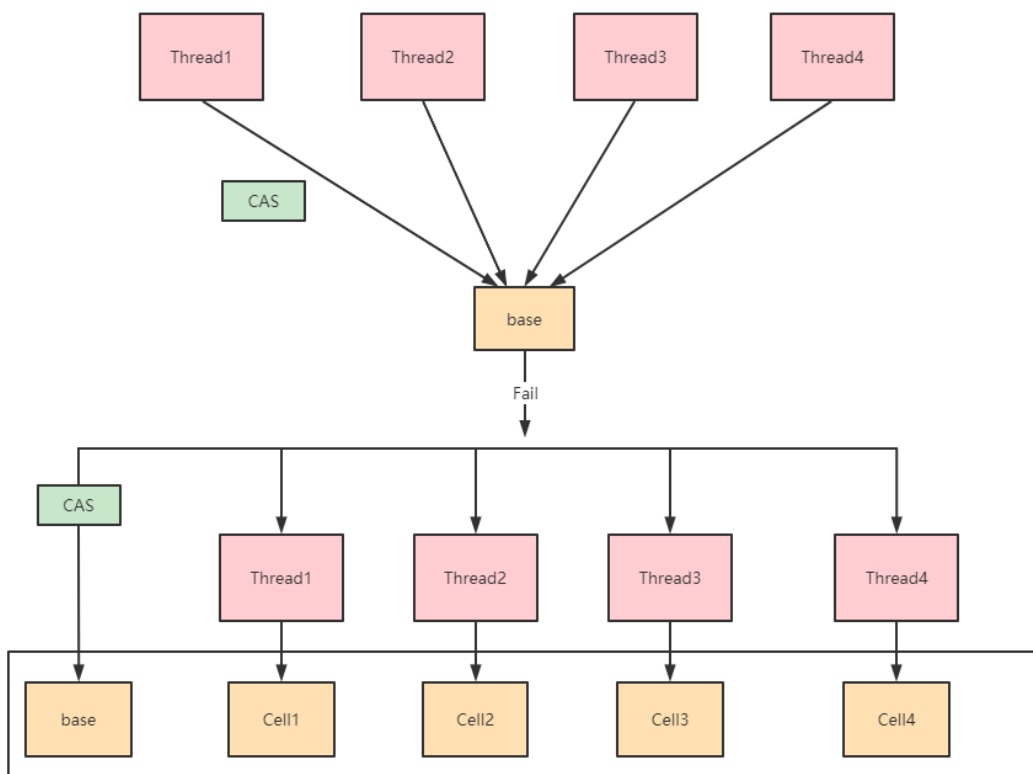 Thread1
Thread2
Thread3
Thread4
CAS
base
Fail
CAS
Thread1
Thread2
Thread3
Thread4
base
Cell1
Cell2
Cell3
Cell4